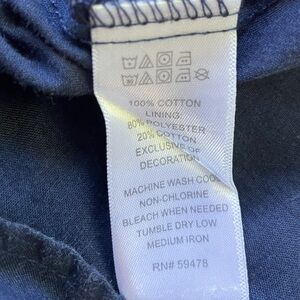 100% COTTON
LINING:
80% POLYESTER
20% COTTON
EXCLUSIVE OF
DECORATION
MACHINE WASH COOL
NON-CHLORINE
BLEACH WHEN NEEDED
TUMBLE DRY LOW
MEDIUM IRON
RN# 59478